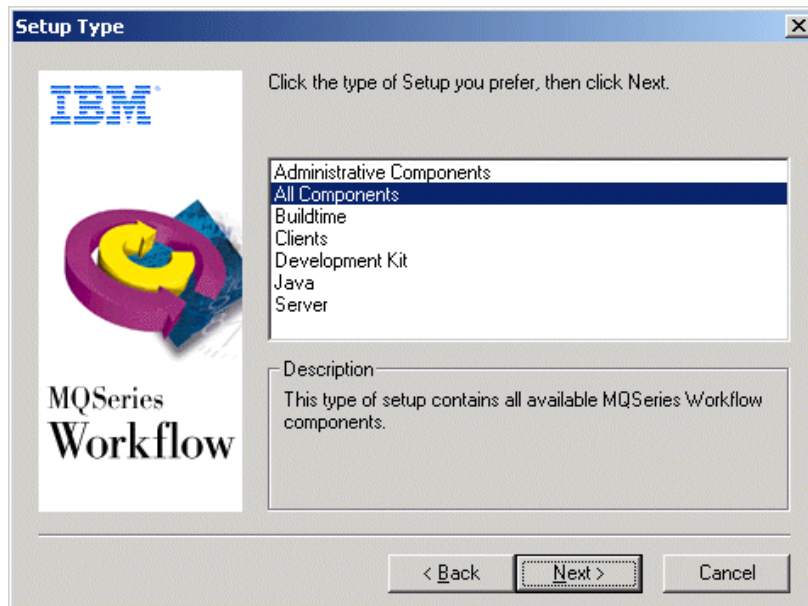 Setup Type
IBM
Click the type of Setup you prefer, then click Next.
Administrative Components
All Components
Buildtime
Clients
Development Kit
Java
Server
Description
This type of setup contains all available MQSeries Workflow
components.
MQSeries
Workflow
< Back
Next >
Cancel